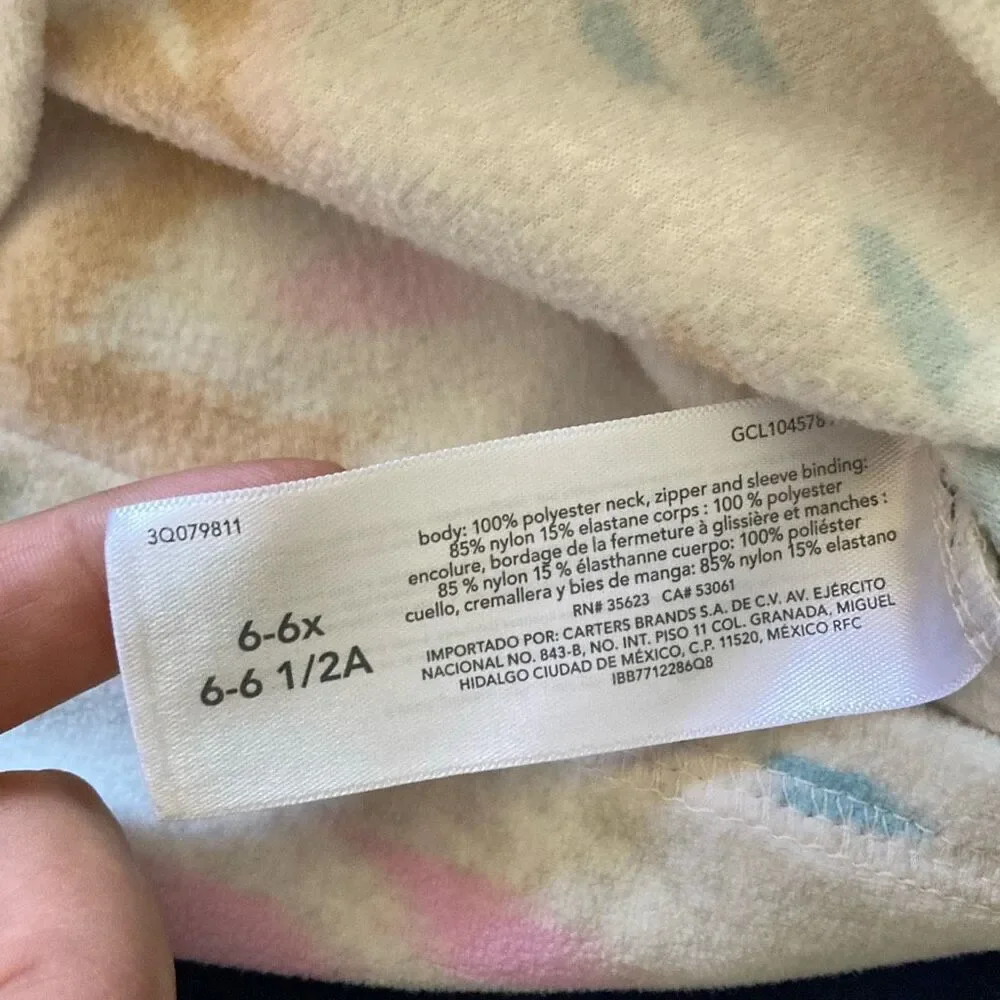 GCL104578
3Q079811
body: 100% polyester neck, zipper and sleeve binding:
85% nylon 15% elastane corps : 100 % polyester
encolure, bordage de la fermeture à glissière et manches :
85 % nylon 15 % élasthanne cuerpo: 100% poliéster
cuello, cremallera y bies de manga: 85% nylon 15% elastano
RN# 35623 CA# 53061
6-6x
6-6 1/2A
IMPORTADO POR: CARTERS BRANDS S.A. DE C.V. AV. EJÉRCITO
NACIONAL NO. 843-B, NO. INT. PISO 11 COL. GRANADA, MIGUEL
HIDALGO CIUDAD DE MÉXICO, C.P. 11520, MÉXICO RFC
IBB7712286Q8